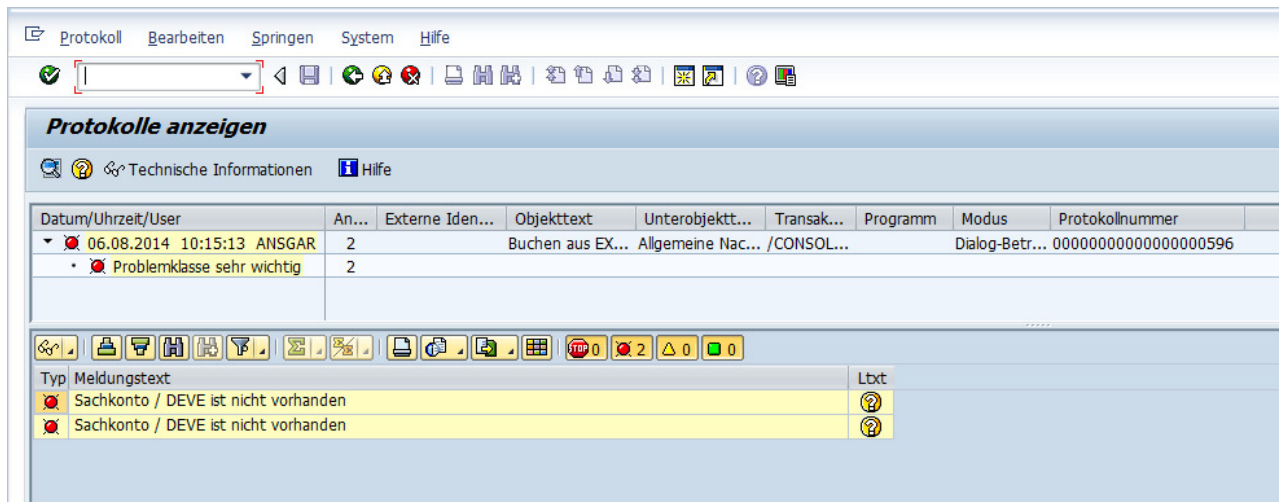 Protokoll Bearbeiten Springen System Hilfe
Protokolle anzeigen
Technische Informationen Hilfe
Datum/Uhrzeit/User An... Externe Iden... Objekttext Unterobjektt... Transak... Programm Modus Protokollnummer
06.08.2014 10:15:13 ANSGAR 2 Buchen aus EX... Allgemeine Nac... /CONSOL... Dialog-Betr... 00000000000000000596
Problemklasse sehr wichtig 2
STOP 0 2 0 0
Typ Meldungstext Ltxt
Sachkonto / DEVE ist nicht vorhanden
Sachkonto / DEVE ist nicht vorhanden